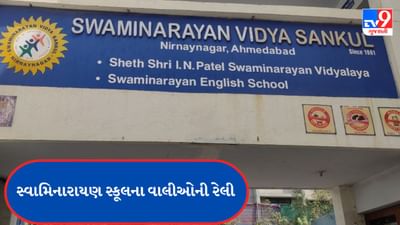 SWAMINARAYAN VIDYA SANKUL
Since 1981
Nirnaynagar, Ahmedabad
• Sheth Shri I.N.Patel Swaminarayan Vidyalaya
• Swaminarayan English School
TV9
ગુજરાતી
સ્વામિનારાયણ સ્કૂલના વાલીઓની રેલી